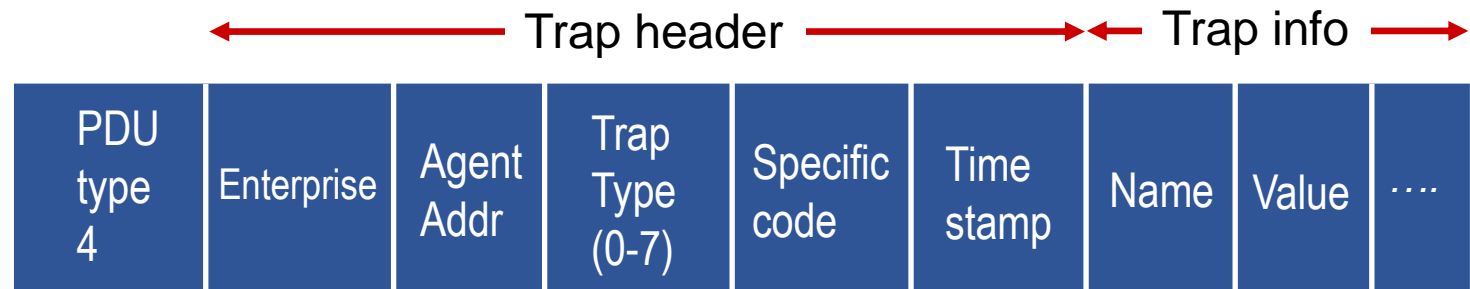 Trap header
Trap info
PDU
type
4
Enterprise
Agent
Addr
Trap
Type
(0-7)
Specific
code
Time
stamp
Name
Value
....